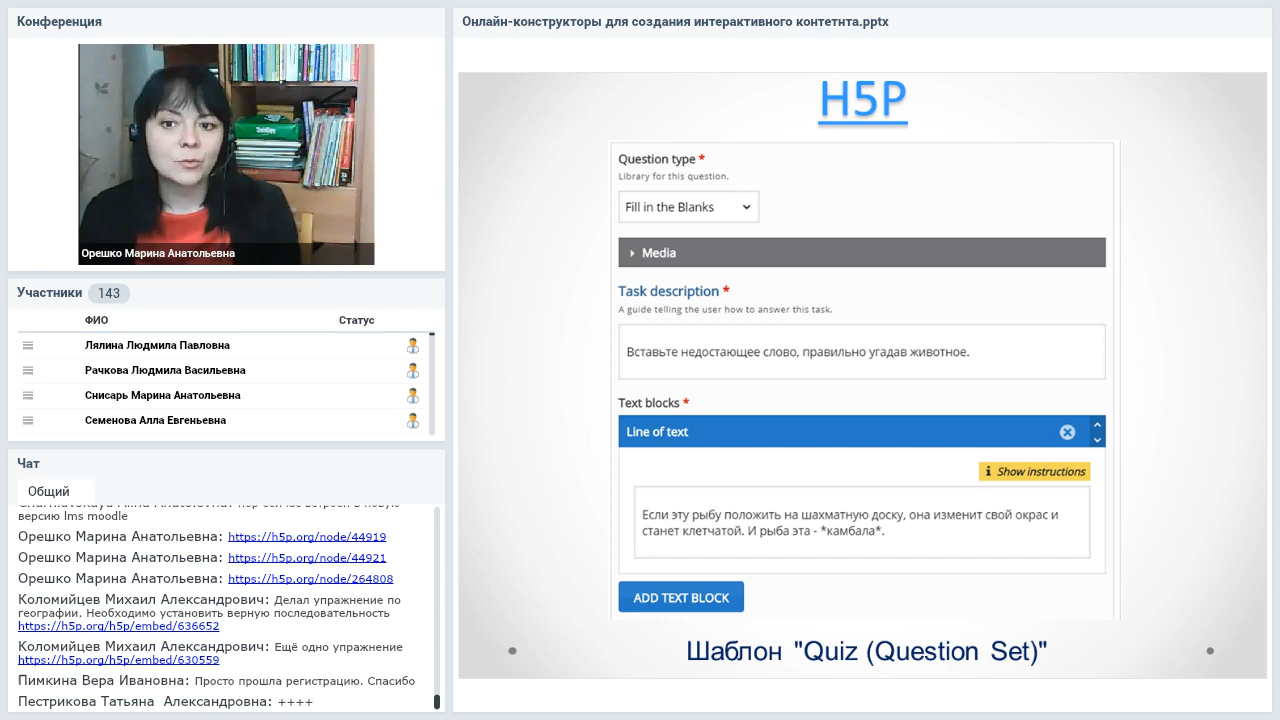 Конференция
Орешко Марина Анатольевна
Участники 143
ФИО Статус
Лялина Людмила Павловна
Рачкова Людмила Васильевна
Снисарь Марина Анатольевна
Семенова Алла Евгеньевна
Чат
Общий
версию lms moodle
Орешко Марина Анатольевна: https://h5p.org/node/44919
Орешко Марина Анатольевна: https://h5p.org/node/44921
Орешко Марина Анатольевна: https://h5p.org/node/264808
Коломийцев Михаил Александрович: Делал упражнение по
географии. Необходимо установить верную последовательность
https://h5p.org/h5p/embed/636652
Коломийцев Михаил Александрович: Ещё одно упражнение
https://h5p.org/h5p/embed/630559
Пимкина Вера Ивановна: Просто прошла регистрацию. Спасибо
Пестрикова Татьяна Александровна: ++++
Онлайн-конструкторы для создания интерактивного контетнта.pptx
H5P
Question type *
Library for this question.
Fill in the Blanks
Media
Task description *
A guide telling the user how to answer this task.
Вставьте недостающее слово, правильно угадав животное.
Text blocks *
Line of text
Show instructions
Если эту рыбу положить на шахматную доску, она изменит свой окрас и
станет клетчатой. И рыба эта - *камбала*.
ADD TEXT BLOCK
Шаблон "Quiz (Question Set)"